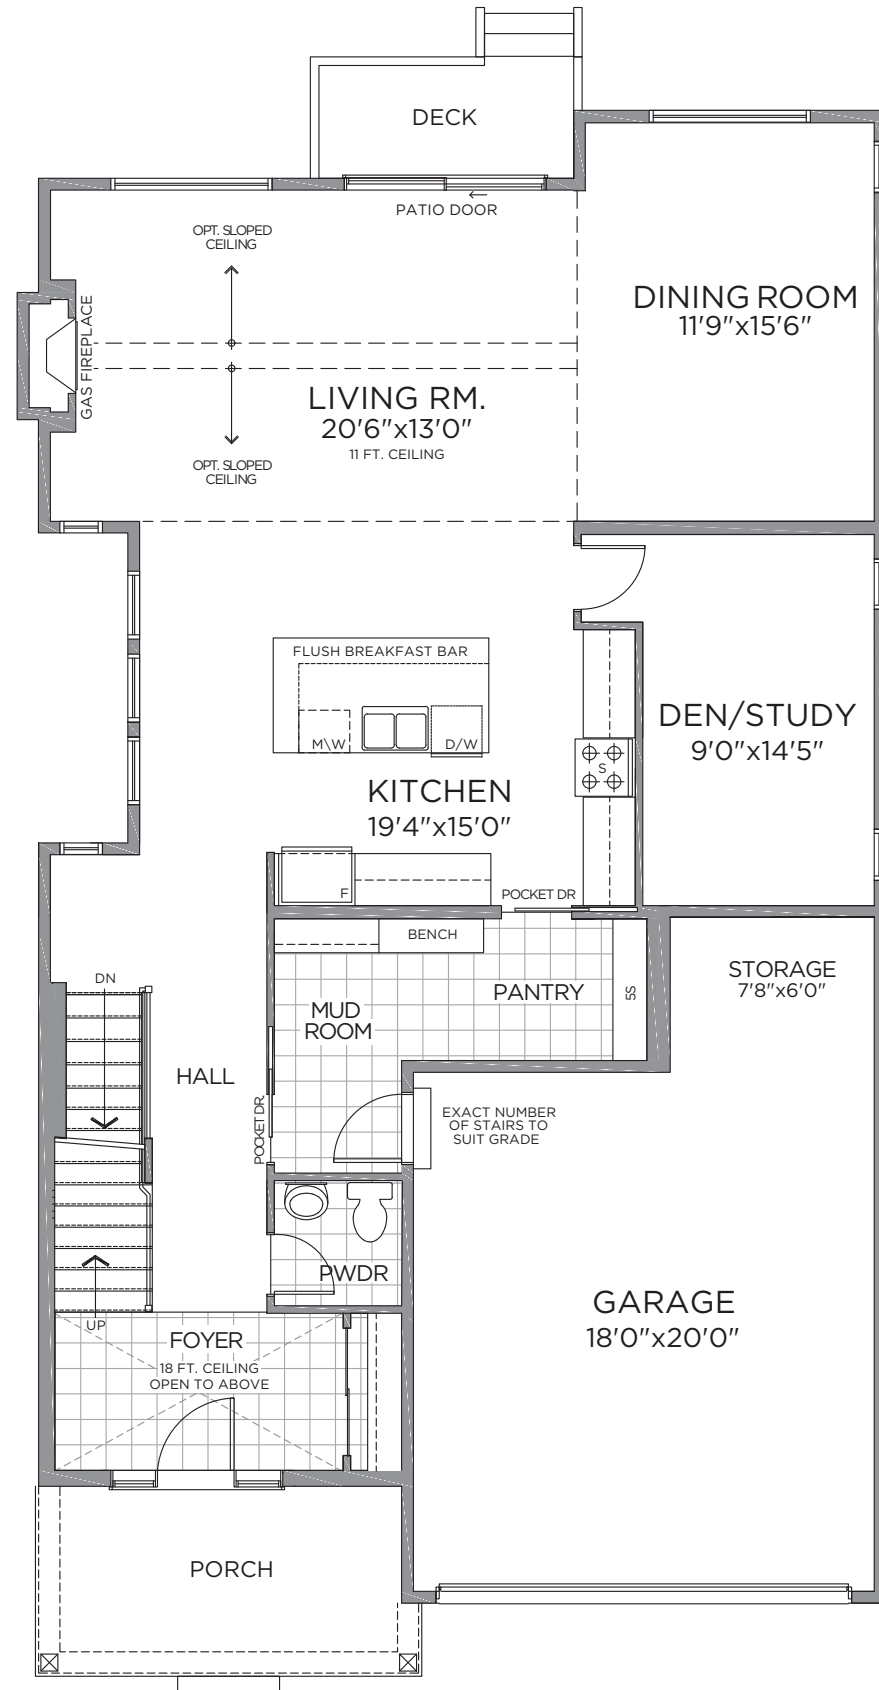 DECK
PATIO DOOR
OPT. SLOPED
CEILING
DINING ROOM
11'9"x15'6"
GAS FIREPLACE
LIVING RM.
20'6"x13'0"
11 FT. CEILING
OPT. SLOPED
CEILING
FLUSH BREAKFAST BAR
M\W
D/W
S
DEN/STUDY
9'0"x14'5"
KITCHEN
19'4"x15'0"
F
POCKET DR
BENCH
DN
MUD
ROOM
PANTRY
5S
STORAGE
7'8"x6'0"
HALL
POCKET DR.
EXACT NUMBER
OF STAIRS TO
SUIT GRADE
PWDR
GARAGE
18'0"x20'0"
UP
FOYER
18 FT. CEILING
OPEN TO ABOVE
PORCH